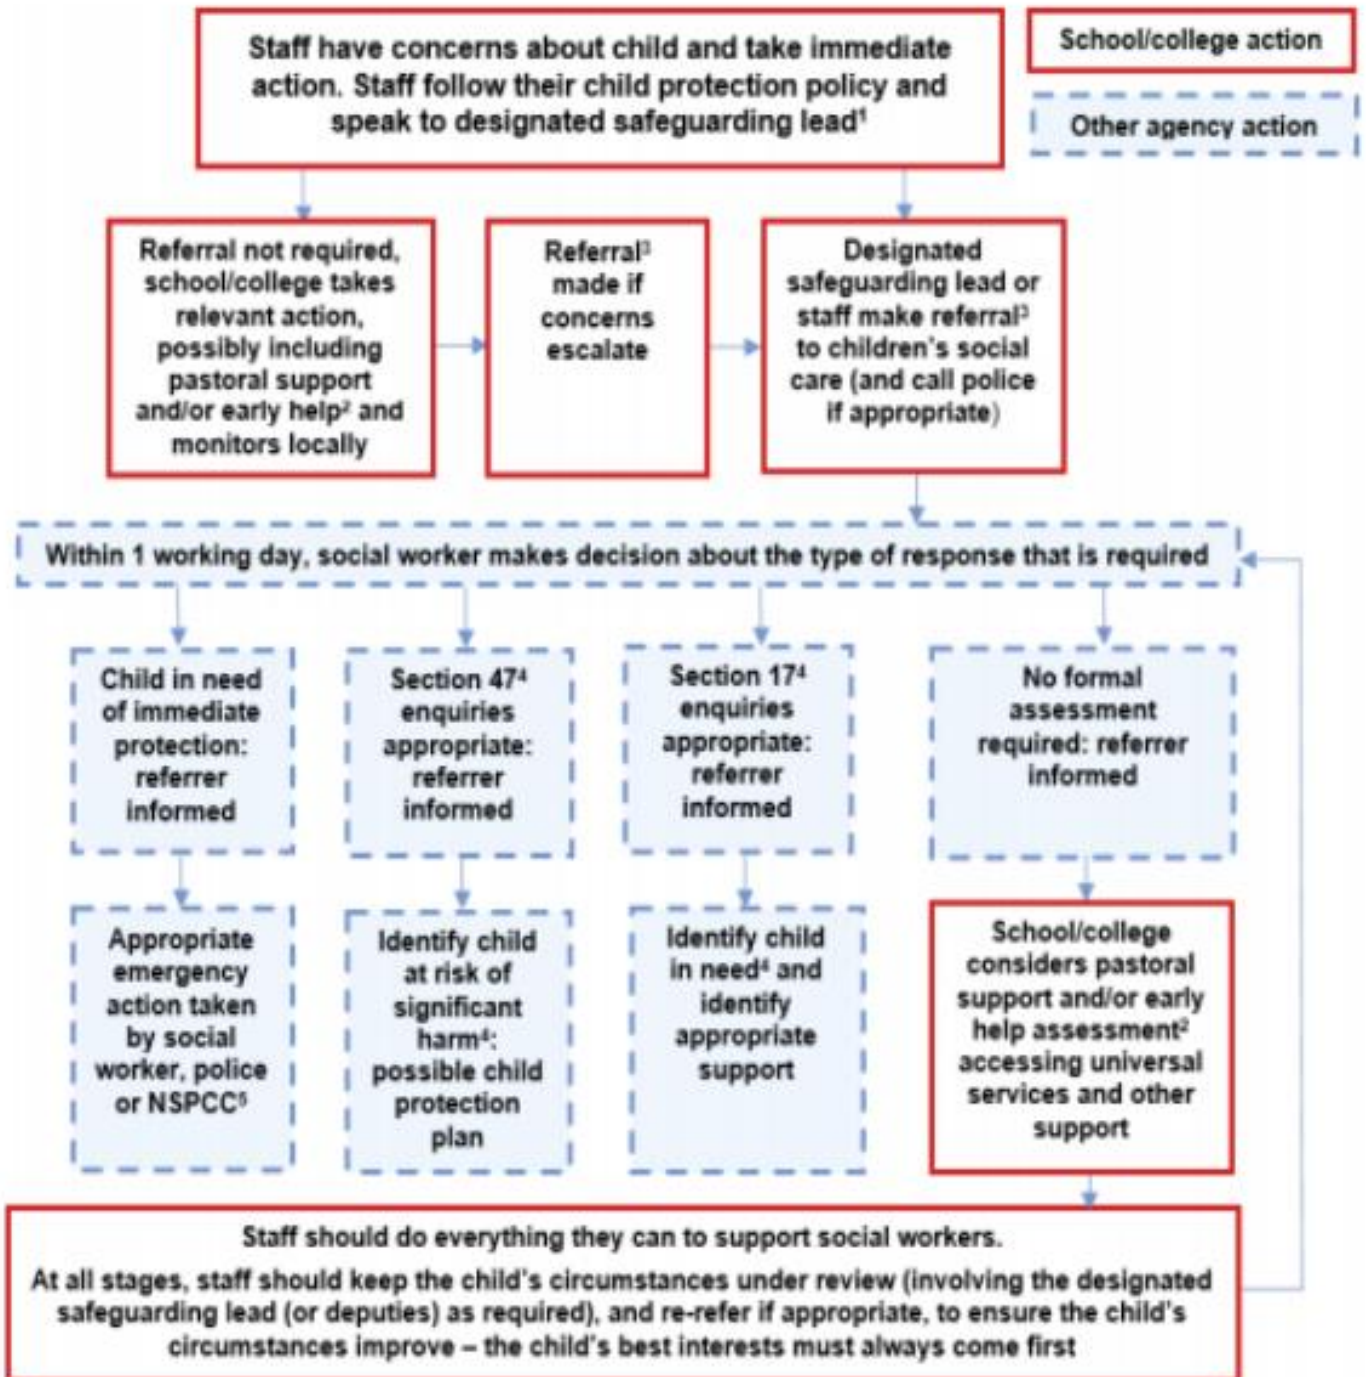 Staff have concerns about child and take immediate
action. Staff follow their child protection policy and
speak to designated safeguarding lead¹
School/college action
Other agency action
Referral not required,
school/college takes
relevant action,
possibly including
pastoral support
and/or early help² and
monitors locally
Referral³
made if
concerns
escalate
Designated
safeguarding lead or
staff make referral³
to children's social
care (and call police
if appropriate)
Within 1 working day, social worker makes decision about the type of response that is required
Child in need
of immediate
protection:
referrer
informed
Section 47⁴
enquiries
appropriate:
referrer
informed
Section 17⁴
enquiries
appropriate:
referrer
informed
No formal
assessment
required: referrer
informed
Appropriate
emergency
action taken
by social
worker, police
or NSPCC⁵
Identify child
at risk of
significant
harm⁴:
possible child
protection
plan
Identify child
in need⁴ and
identify
appropriate
support
School/college
considers pastoral
support and/or early
help assessment²
accessing universal
services and other
support
Staff should do everything they can to support social workers.
At all stages, staff should keep the child's circumstances under review (involving the designated
safeguarding lead (or deputies) as required), and re-refer if appropriate, to ensure the child's
circumstances improve – the child's best interests must always come first